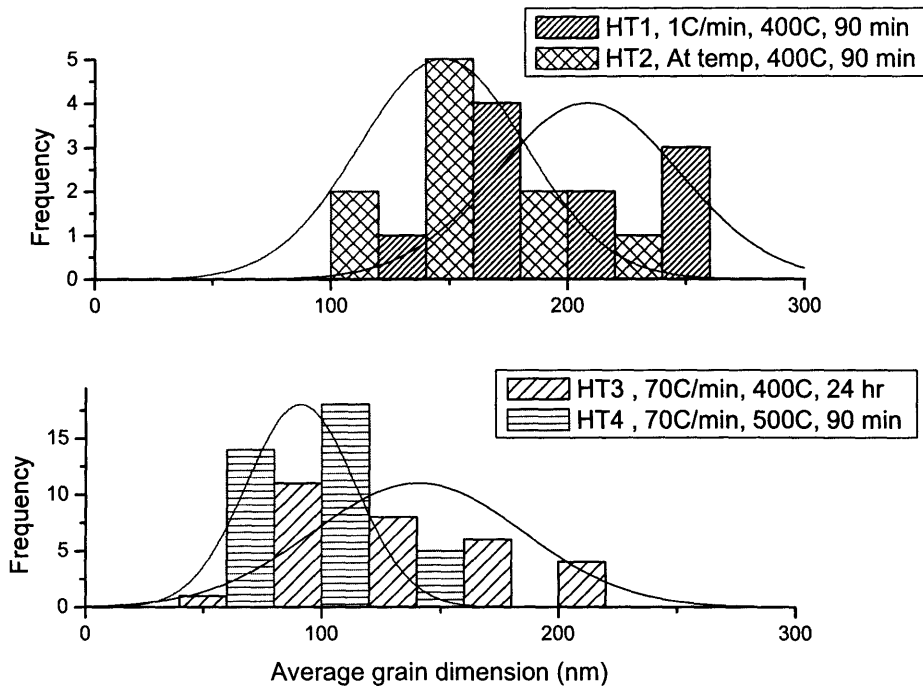 HT1, 1C/min, 400C, 90 min
HT2, At temp, 400C, 90 min
5
4
3
2
1
0
Frequency
0 100 200 300
HT3 , 70C/min, 400C, 24 hr
HT4 , 70C/min, 500C, 90 min
15
10
5
0
Frequency
0 100 200 300
Average grain dimension (nm)